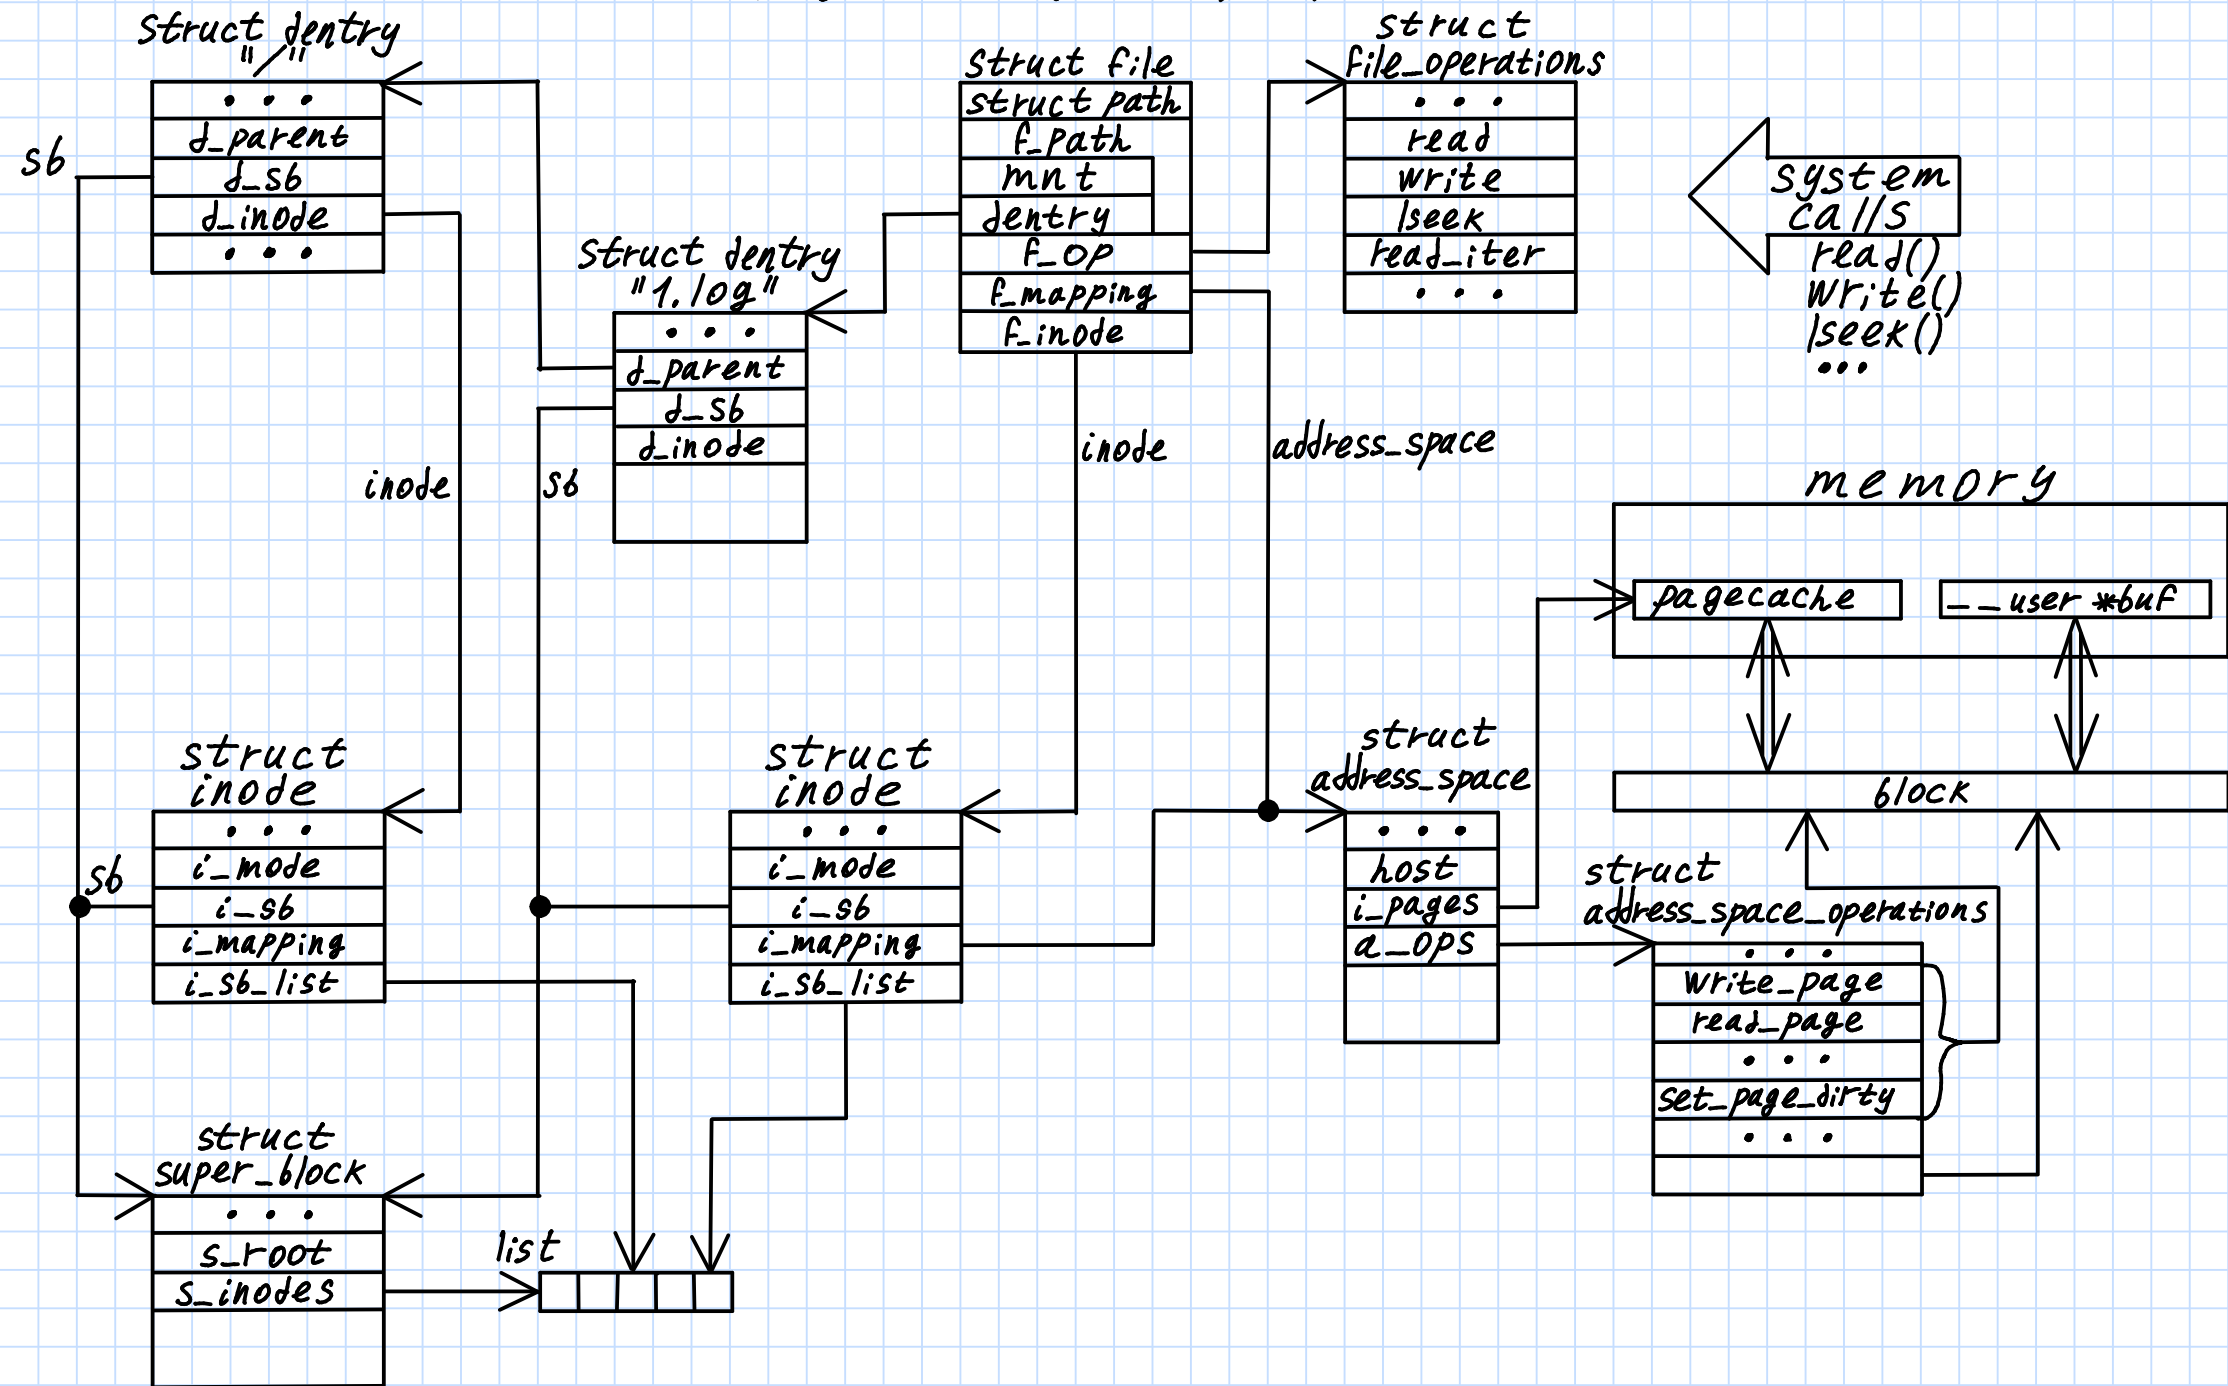 struct dentry
"/"
. . .
d_parent
d_sb
d_inode
. . .
sb
inode
struct dentry
"1.log"
. . .
d_parent
d_sb
d_inode
sb
struct file
struct path
f_path
mnt
dentry
f_op
f_mapping
f_inode
inode
address_space
struct
file_operations
. . .
read
write
lseek
read_iter
. . .
system
calls
read()
write()
lseek()
...
memory
pagecache
__user *buf
block
struct
inode
. . .
i_mode
i_sb
i_mapping
i_sb_list
sb
struct
inode
. . .
i_mode
i_sb
i_mapping
i_sb_list
struct
address_space
. . .
host
i_pages
a_ops
struct
address_space_operations
. . .
write_page
read_page
. . .
set_page_dirty
. . .
struct
super_block
. . .
s_root
s_inodes
list